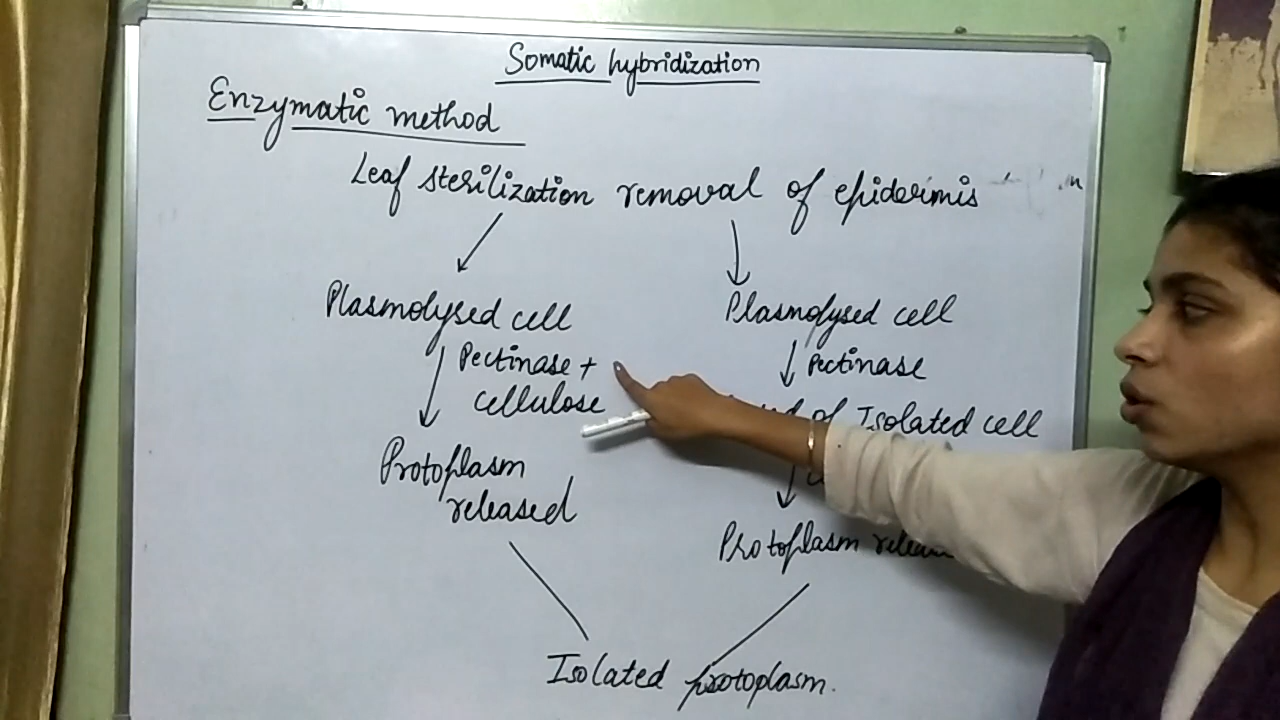 Somatic hybridization
Enzymatic method
Leaf sterilization removal of epidermis
Plasmolysed cell Plasmolysed cell
Pectinase + Pectinase
cellulose of Isolated cell
Protoplasm
released
Protoplasm
Isolated protoplasm.